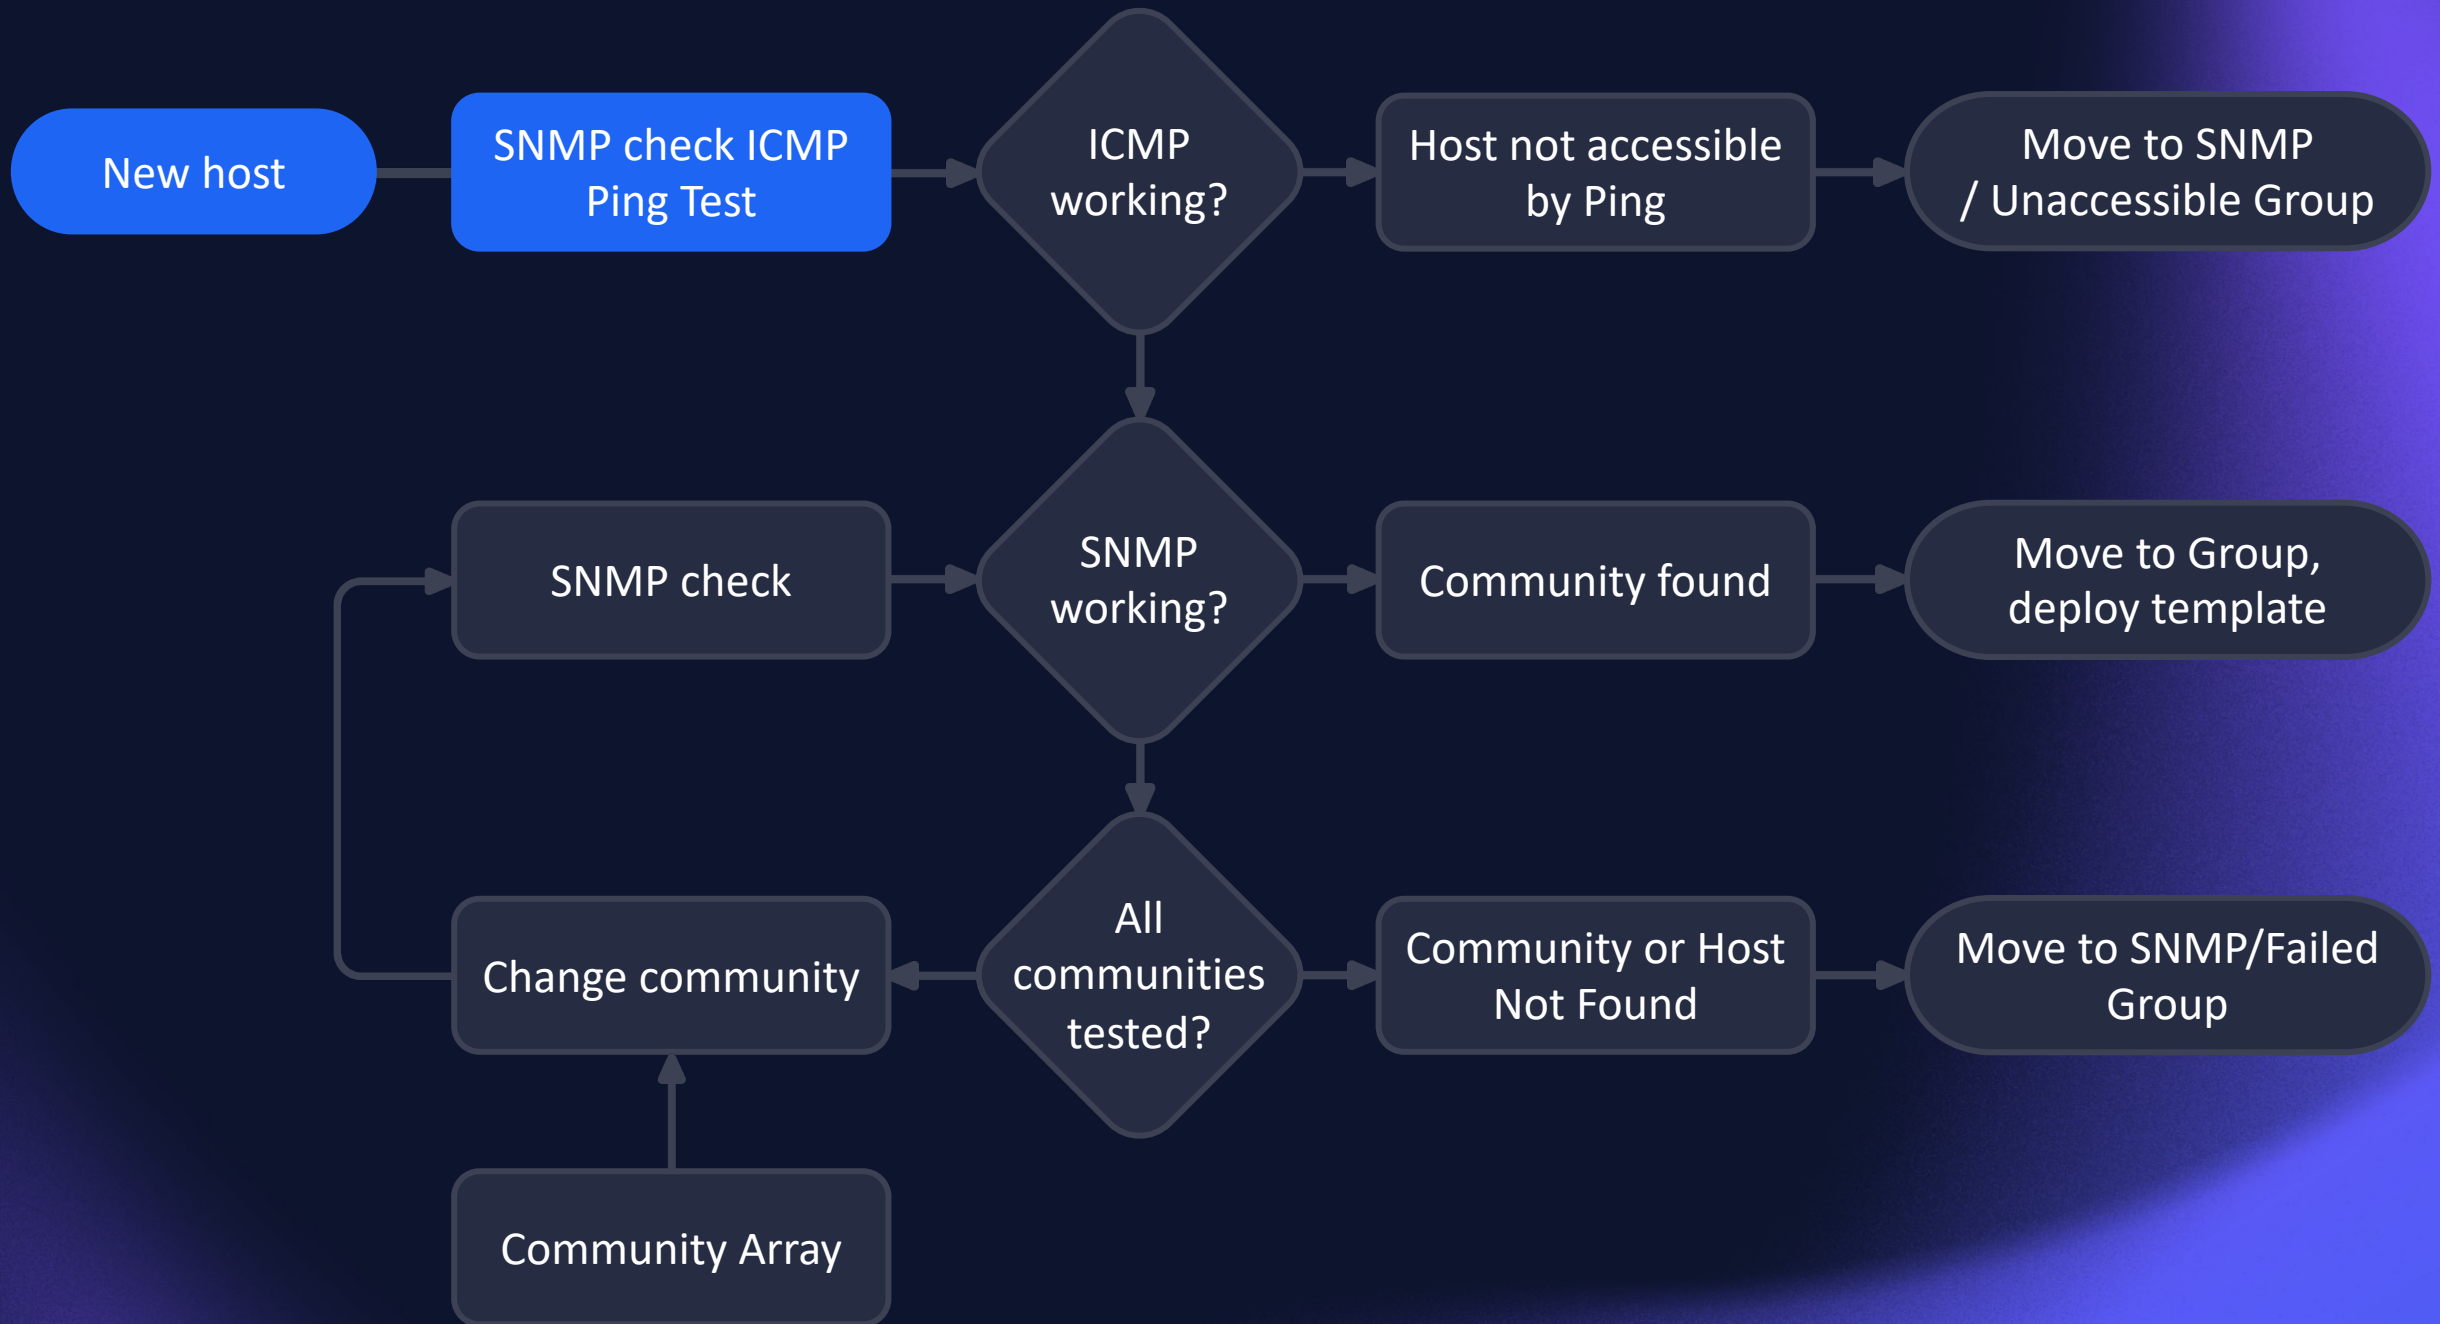 New host
SNMP check ICMP
Ping Test
ICMP
working?
Host not accessible
by Ping
Move to SNMP
/ Unaccessible Group
SNMP check
SNMP
working?
Community found
Move to Group,
deploy template
Change community
All
communities
tested?
Community or Host
Not Found
Move to SNMP/Failed
Group
Community Array